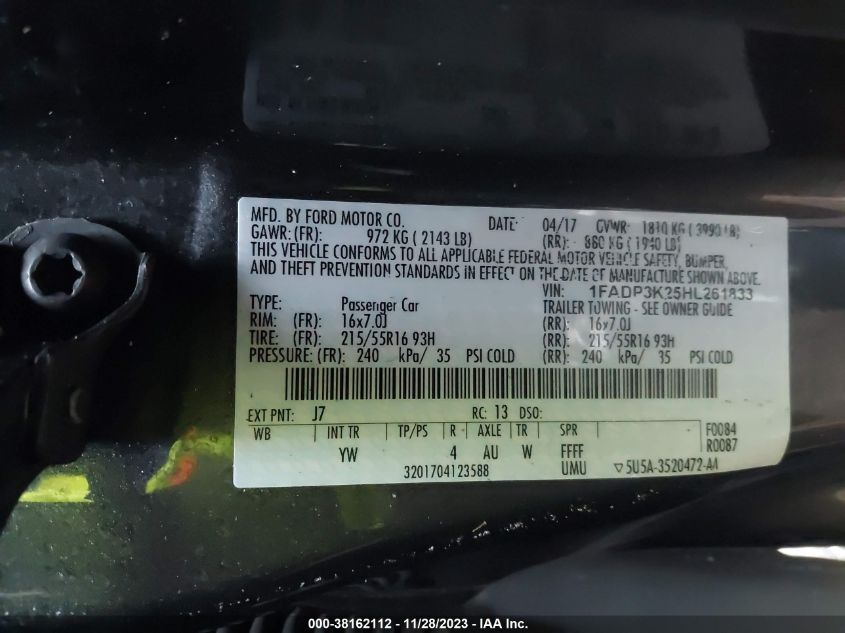 MFD. BY FORD MOTOR CO. DATE: 04/17 GVWR: 1810 KG ( 3990 LB)
GAWR: (FR): 972 KG ( 2143 LB) (RR): 880 KG ( 1940 LB)
THIS VEHICLE CONFORMS TO ALL APPLICABLE FEDERAL MOTOR VEHICLE SAFETY, BUMPER,
AND THEFT PREVENTION STANDARDS IN EFFECT ON THE DATE OF MANUFACTURE SHOWN ABOVE.
VIN: 1FADP3K25HL261833
TYPE: Passenger Car TRAILER TOWING - SEE OWNER GUIDE
RIM: (FR): 16x7.0J (RR): 16x7.0J
TIRE: (FR): 215/55R16 93H (RR): 215/55R16 93H
PRESSURE: (FR): 240 kPa/ 35 PSI COLD (RR): 240 kPa/ 35 PSI COLD
EXT PNT: J7 RC: 13 DSO:
WB INT TR TP/PS R AXLE TR SPR F0084
YW 4 AU W FFFF R0087
3201704123588 UMU ▽5U5A-3520472-AA
000-38162112 - 11/28/2023 - IAA Inc.